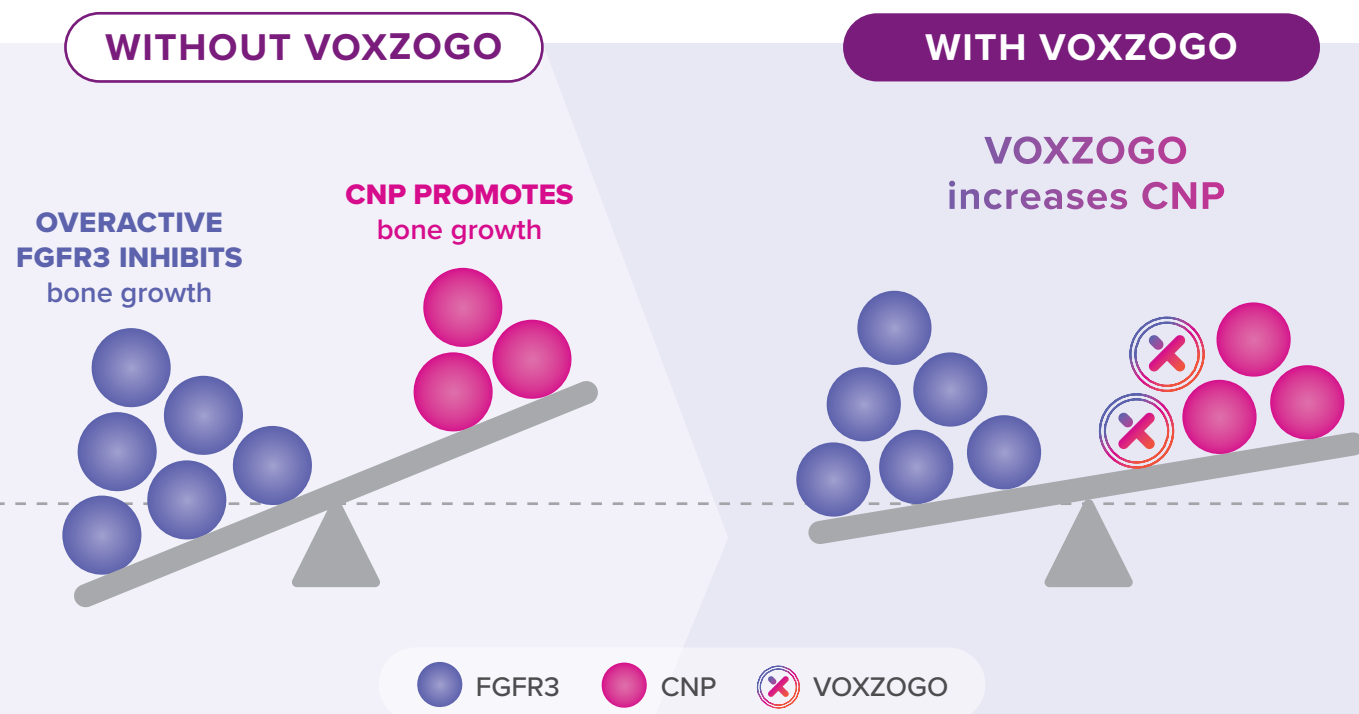 WITHOUT VOXZOGO
OVERACTIVE
FGFR3 INHIBITS
bone growth
CNP PROMOTES
bone growth
WITH VOXZOGO
VOXZOGO
increases CNP
FGFR3
CNP
VOXZOGO